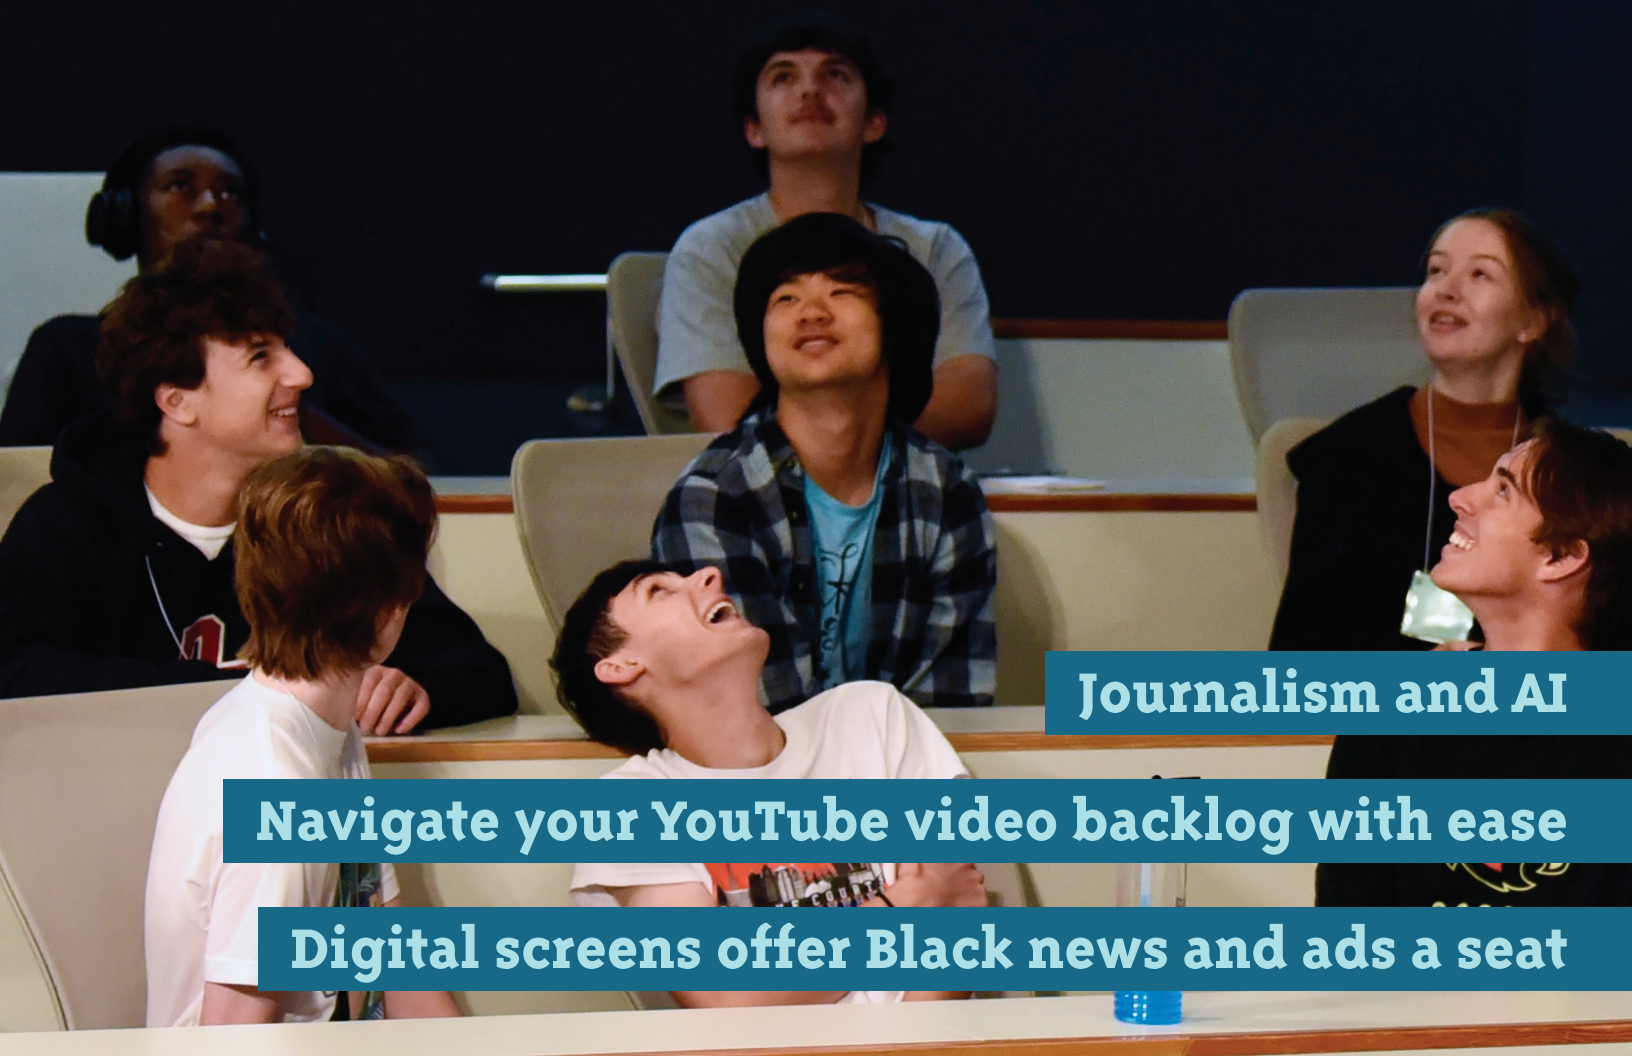 Journalism and AI
Navigate your YouTube video backlog with ease
Digital screens offer Black news and ads a seat